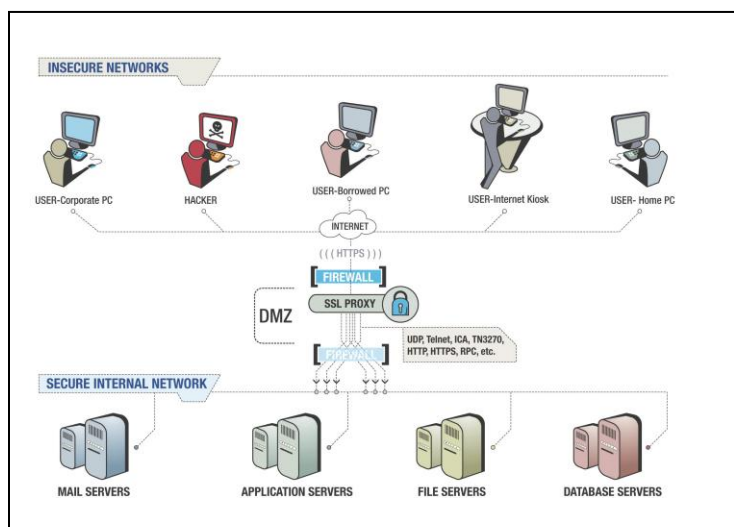 INSECURE NETWORKS
USER-Corporate PC
HACKER
USER-Borrowed PC
USER-Internet Kiosk
USER- Home PC
INTERNET
( ( ( HTTPS ) ) )
[ FIREWALL ]
DMZ
SSL PROXY
UDP, Telnet, ICA, TN3270,
HTTP, HTTPS, RPC, etc.
[ FIREWALL ]
SECURE INTERNAL NETWORK
MAIL SERVERS
APPLICATION SERVERS
FILE SERVERS
DATABASE SERVERS